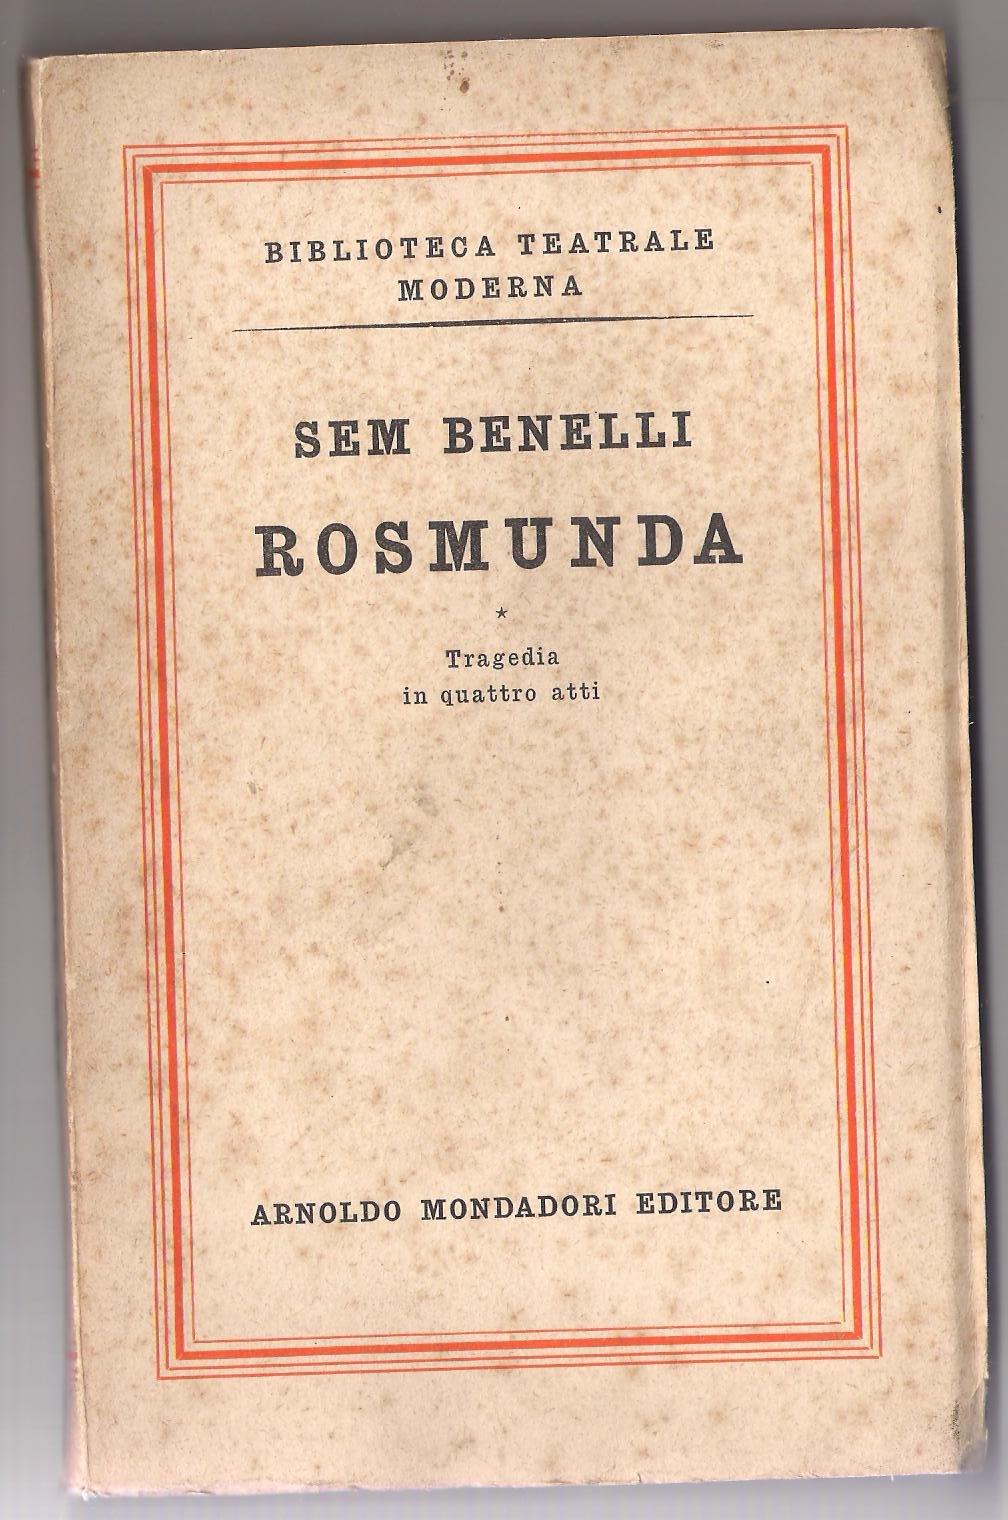 BIBLIOTECA TEATRALE
MODERNA
SEM BENELLI
ROSMUNDA
*
Tragedia
in quattro atti
ARNOLDO MONDADORI EDITORE